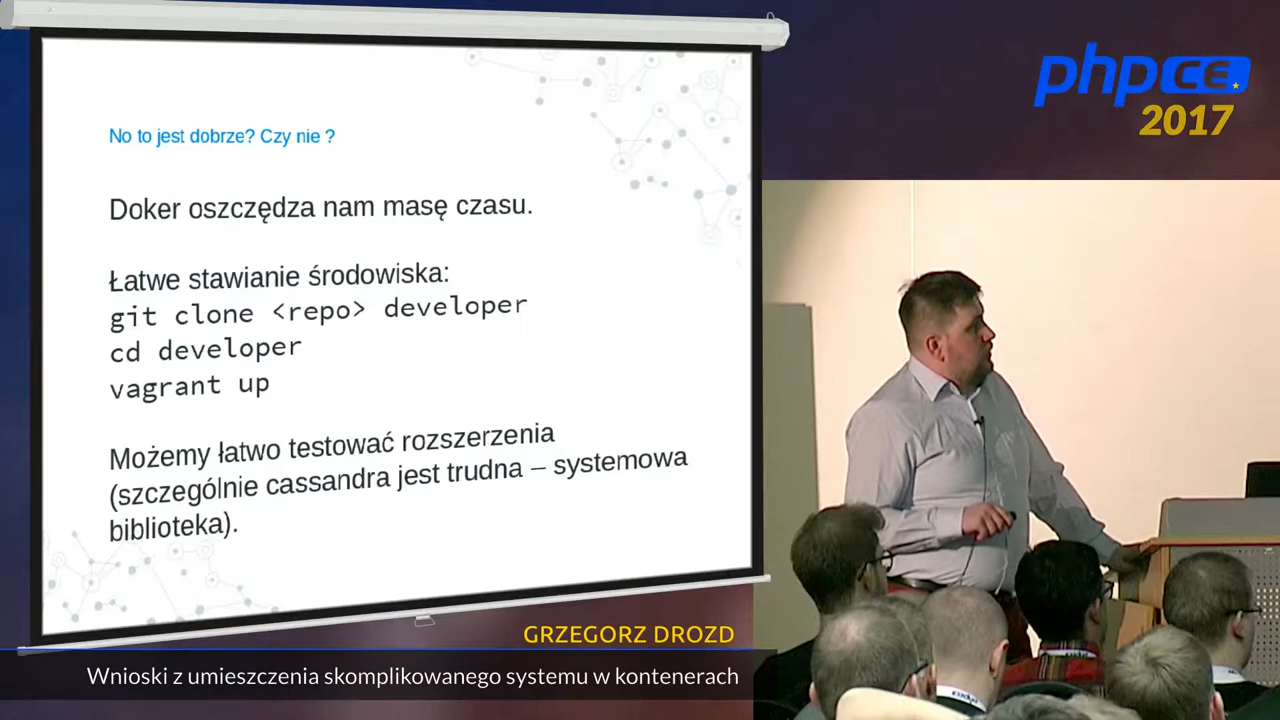 phpCE
2017
No to jest dobrze? Czy nie ?
Doker oszczędza nam masę czasu.
Łatwe stawianie środowiska:
git clone <repo> developer
cd developer
vagrant up
Możemy łatwo testować rozszerzenia
(szczególnie cassandra jest trudna – systemowa
biblioteka).
GRZEGORZ DROZD
Wnioski z umieszczenia skomplikowanego systemu w kontenerach